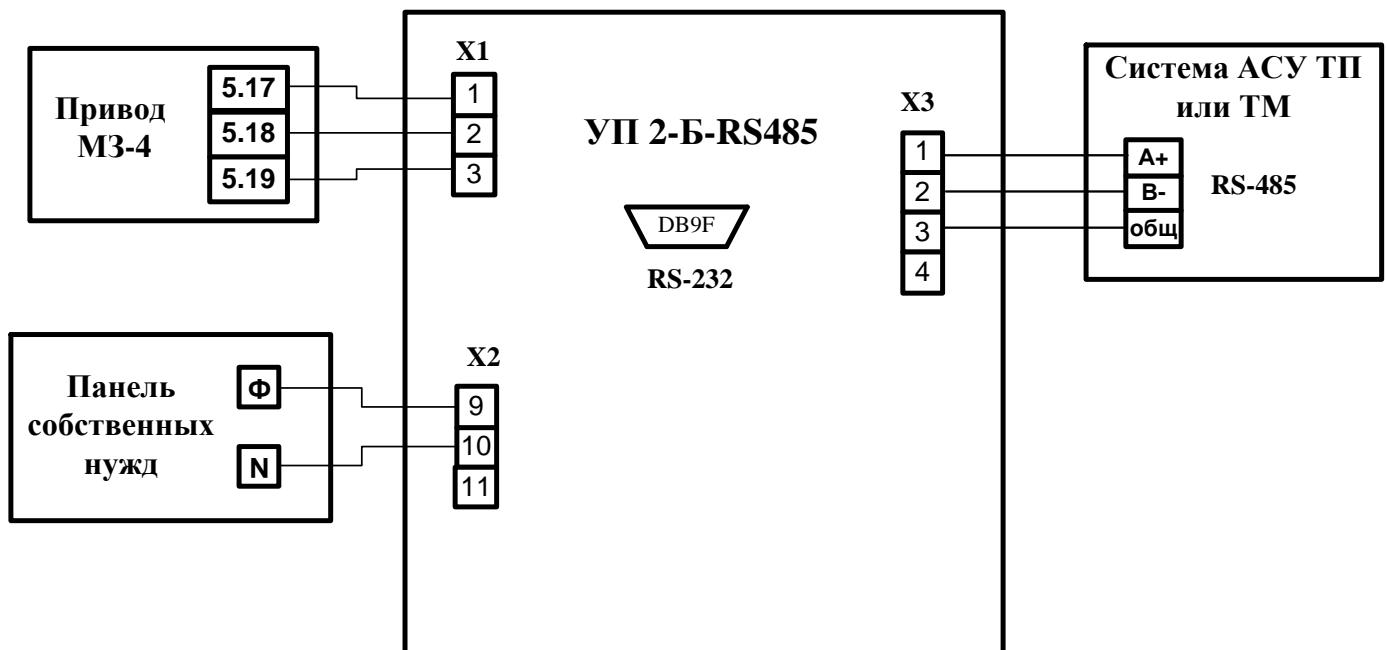 Привод
МЗ-4
5.17
5.18
5.19
X1
1
2
3
УП 2-Б-RS485
DB9F
RS-232
X3
1
2
3
4
Система АСУ ТП
или ТМ
A+
B-
общ
RS-485
Панель
собственных
нужд
Ф
N
X2
9
10
11